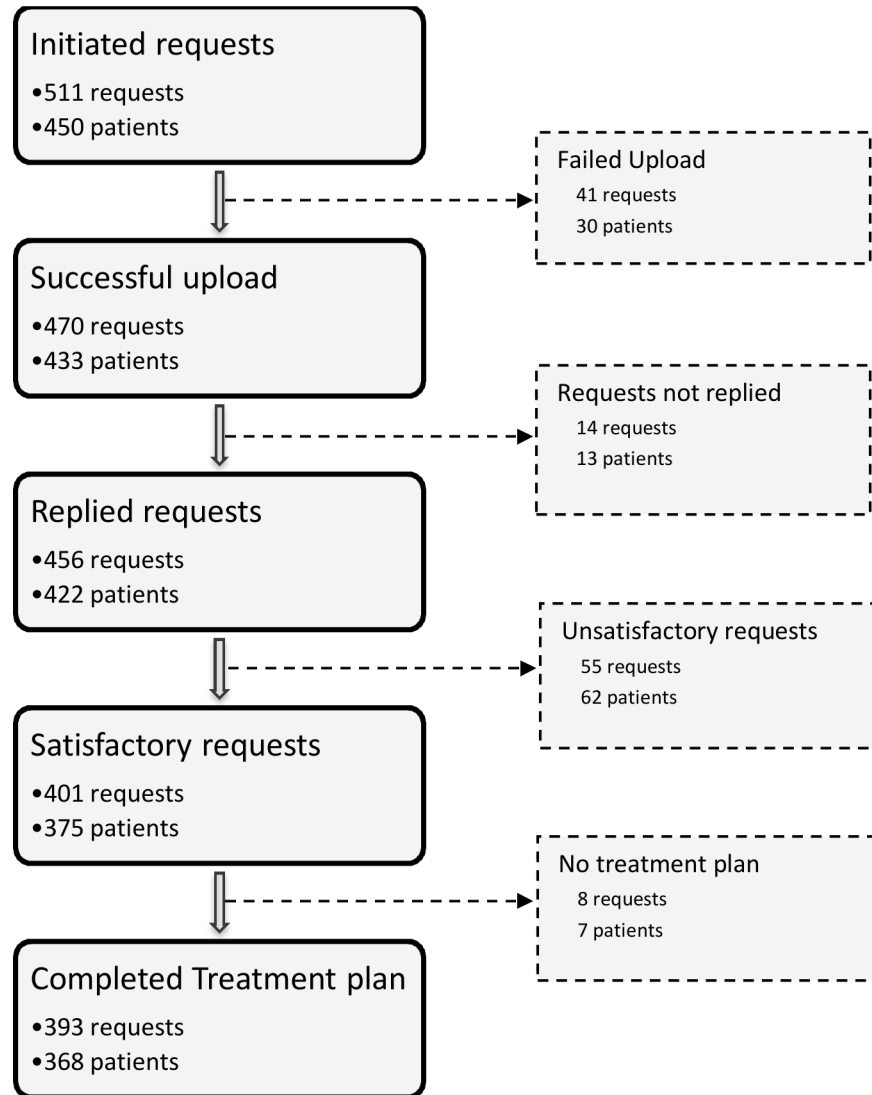 Initiated requests
•511 requests
•450 patients
Failed Upload
41 requests
30 patients
Successful upload
•470 requests
•433 patients
Requests not replied
14 requests
13 patients
Replied requests
•456 requests
•422 patients
Unsatisfactory requests
55 requests
62 patients
Satisfactory requests
•401 requests
•375 patients
No treatment plan
8 requests
7 patients
Completed Treatment plan
•393 requests
•368 patients